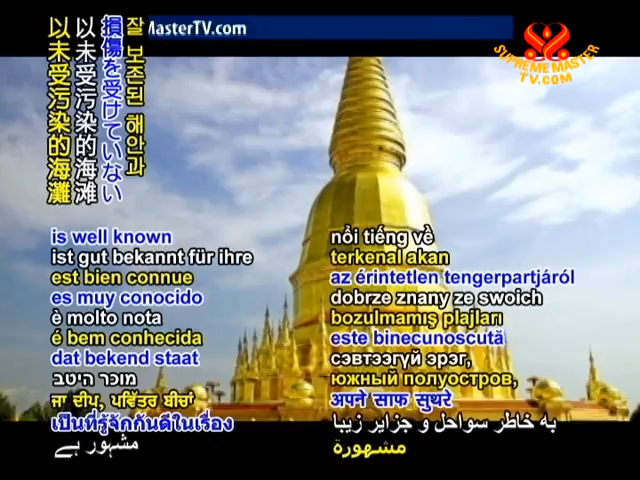 MasterTV.com
SUPREME MASTER
TV.COM
잘 보존된 해안과
損傷を受けていない
以未受污染的海滩
以未受污染的海灘
is well known
ist gut bekannt für ihre
est bien connue
es muy conocido
è molto nota
é bem conhecida
dat bekend staat
מוכר היטב
ਜਾ ਦੀਪ, ਪਵਿੱਤਰ ਬੀਚਾਂ
เป็นที่รู้จักกันดีในเรื่อง
مشہور ہے
nổi tiếng về
terkenal akan
az érintetlen tengerpartjáról
dobrze znany ze swoich
bozulmamış plajları
este binecunoscută
сэвтээгүй эрэг,
южный полуостров,
अपने साफ सुथरे
به خاطر سواحل و جزایر زیبا
مشهورة